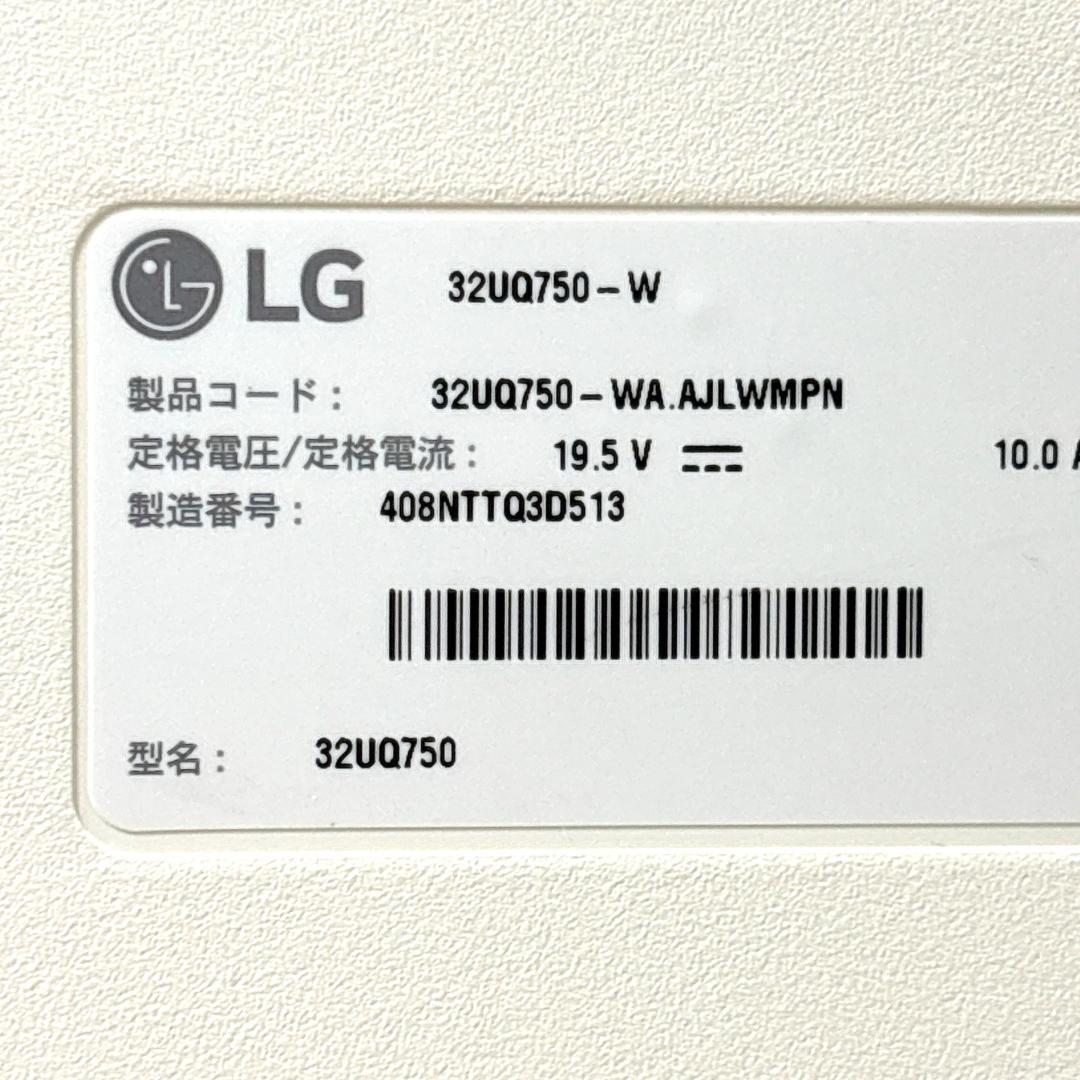 LG 32UQ750-W
製品コード: 32UQ750-WA.AJLWMPN
定格電圧/定格電流: 19.5 V ⎓ 10.0 A
製造番号: 408NTTQ3D513
型名: 32UQ750